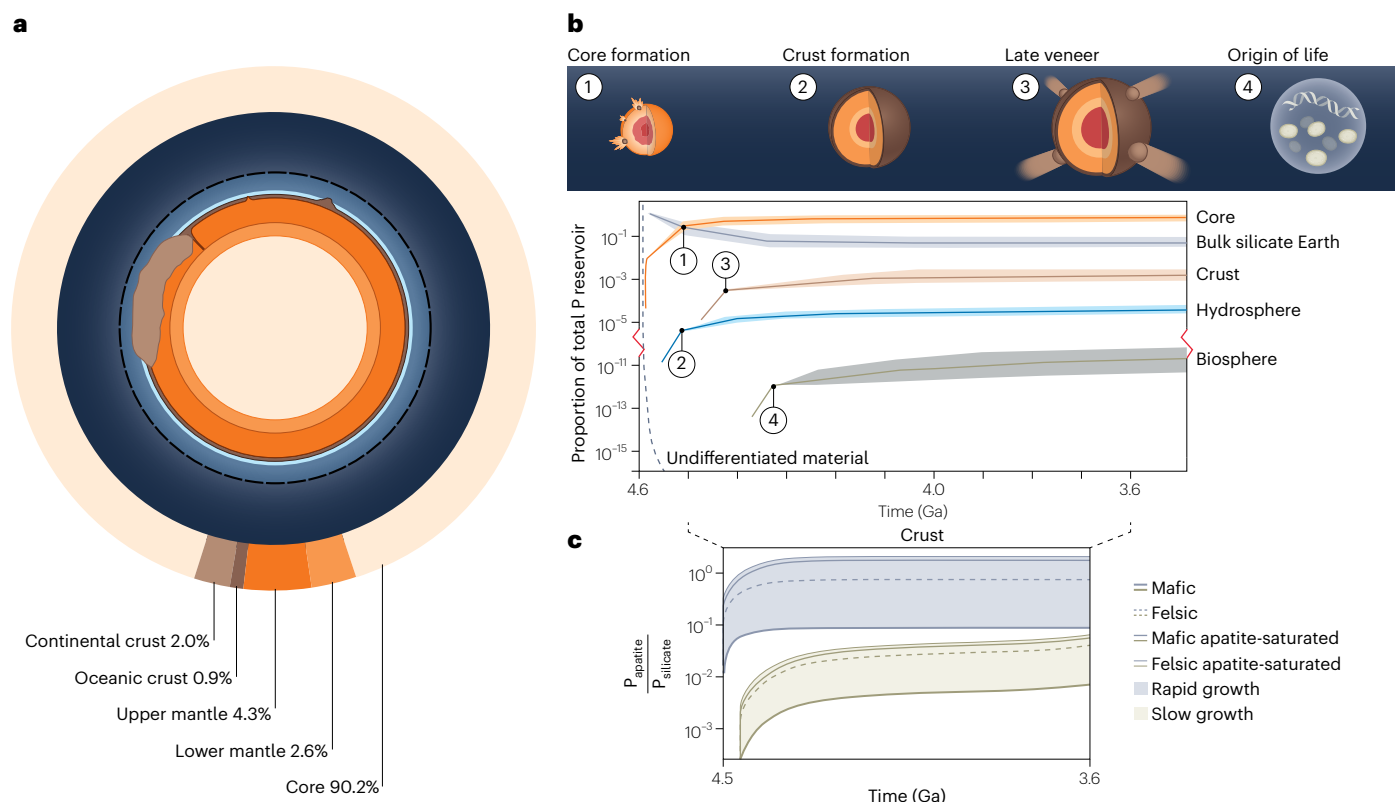 a
Continental crust 2.0%
Oceanic crust 0.9%
Upper mantle 4.3%
Lower mantle 2.6%
Core 90.2%
b
Core formation
Crust formation
Late veneer
Origin of life
1
2
3
4
Proportion of total P reservoir
10⁻¹
10⁻³
10⁻⁵
10⁻¹¹
10⁻¹³
10⁻¹⁵
1
3
2
4
Undifferentiated material
Core
Bulk silicate Earth
Crust
Hydrosphere
Biosphere
4.6
4.0
3.6
Time (Ga)
c
Crust
P apatite
P silicate
10⁰
10⁻¹
10⁻²
10⁻³
4.5
3.6
Time (Ga)
Mafic
Felsic
Mafic apatite-saturated
Felsic apatite-saturated
Rapid growth
Slow growth